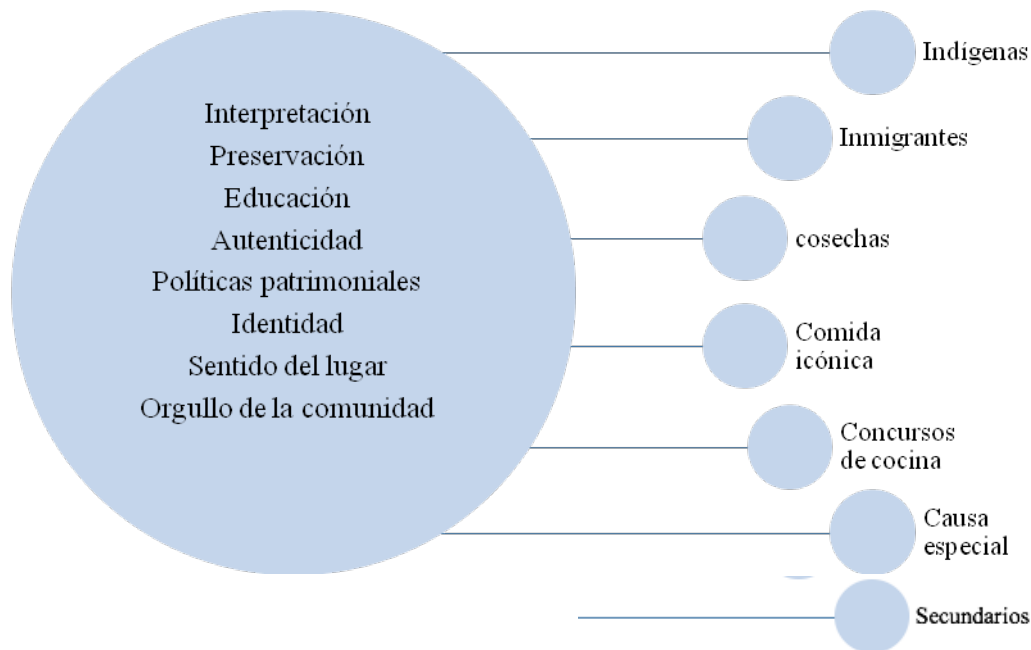 Interpretación
Preservación
Educación
Autenticidad
Políticas patrimoniales
Identidad
Sentido del lugar
Orgullo de la comunidad
Indígenas
Inmigrantes
cosechas
Comida
icónica
Concursos
de cocina
Causa
especial
Secundarios